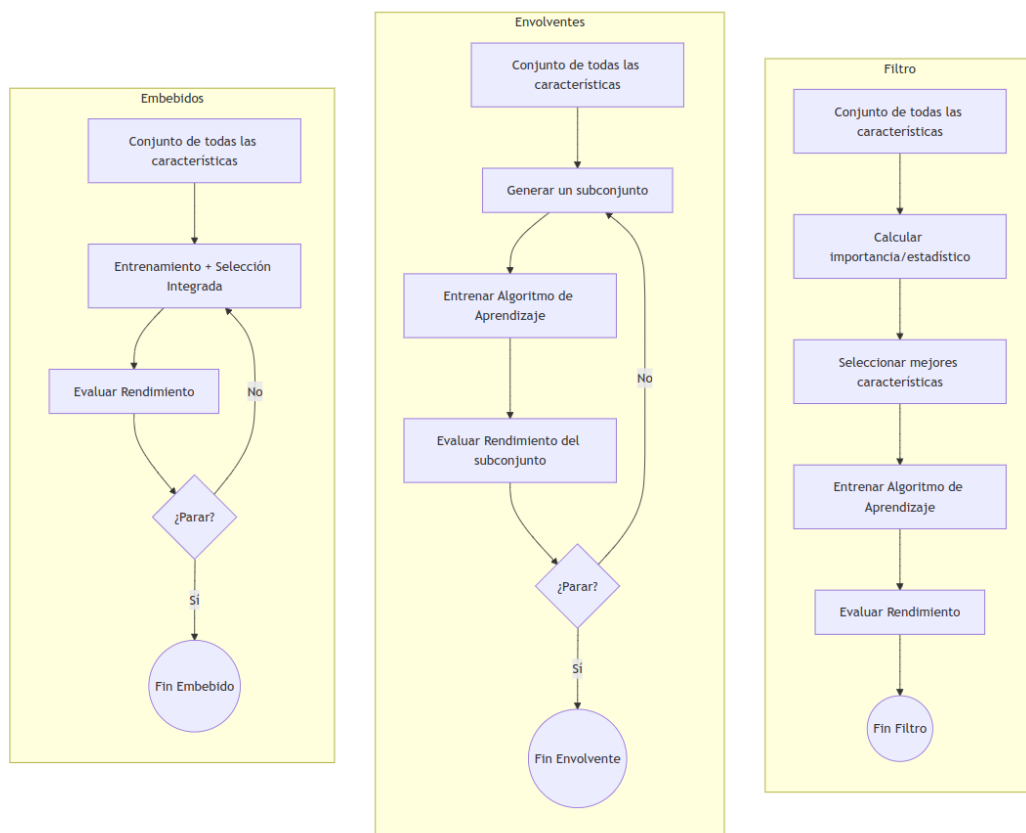 Embebidos
Conjunto de todas las
características
Entrenamiento + Selección
Integrada
Evaluar Rendimiento
No
¿Parar?
Sí
Fin Embebido
Envolventes
Conjunto de todas las
características
Generar un subconjunto
Entrenar Algoritmo de
Aprendizaje
No
Evaluar Rendimiento del
subconjunto
¿Parar?
Sí
Fin Envolvente
Filtro
Conjunto de todas las
características
Calcular
importancia/estadístico
Seleccionar mejores
características
Entrenar Algoritmo de
Aprendizaje
Evaluar Rendimiento
Fin Filtro